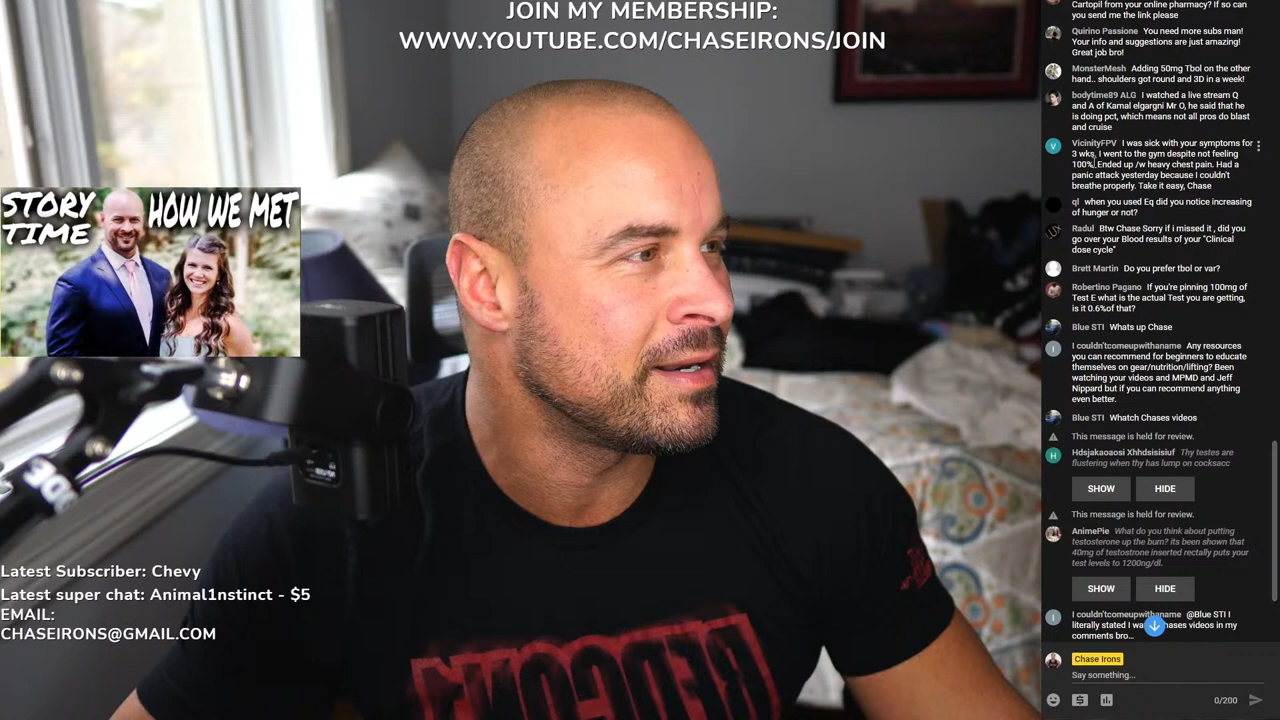 JOIN MY MEMBERSHIP:
WWW.YOUTUBE.COM/CHASEIRONS/JOIN
STORY
TIME
HOW WE MET
Latest Subscriber: Chevy
Latest super chat: Animal1nstinct - $5
EMAIL:
CHASEIRONS@GMAIL.COM
Cartopil from your online pharmacy? If so can
you send me the link please
Quirino Passione You need more subs man!
Your info and suggestions are just amazing!
Great job bro!
MonsterMesh Adding 50mg Tbol on the other
hand.. shoulders got round and 3D in a week!
bodytime89 ALG I watched a live stream Q
and A of Kamal elgargni Mr O, he said that he
is doing pct, which means not all pros do blast
and cruise
V
VicinityFPV I was sick with your symptoms for
3 wks, I went to the gym despite not feeling
100%. Ended up /w heavy chest pain. Had a
panic attack yesterday because I couldn't
breathe properly. Take it easy, Chase
ql when you used Eq did you notice increasing
of hunger or not?
Radul Btw Chase Sorry if i missed it , did you
go over your Blood results of your "Clinical
dose cycle"
Brett Martin Do you prefer tbol or var?
Robertino Pagano If you're pinning 100mg of
Test E what is the actual Test you are getting,
is it 0.6%of that?
Blue STI Whats up Chase
I
I couldn'tcomeupwithaname Any resources
you can recommend for beginners to educate
themselves on gear/nutrition/lifting? Been
watching your videos and MPMD and Jeff
Nippard but if you can recommend anything
even better.
Blue STI Whatch Chases videos
This message is held for review.
H
Hdsjakaoaosi Xhhdsisisiuf Thy testes are
flustering when thy has lump on cocksacc
SHOW HIDE
This message is held for review.
AnimePie What do you think about putting
testosterone up the bum? its been shown that
40mg of testostrone inserted rectally puts your
test levels to 1200ng/dl.
SHOW HIDE
I
I couldn'tcomeupwithaname @Blue STI I
literally stated I hases videos in my
comments bro...
Chase Irons
Say something...
0/200